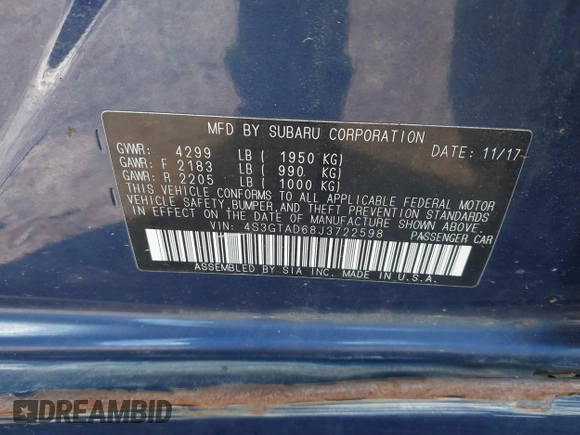 MFD BY SUBARU CORPORATION
GVWR: 4299 LB ( 1950 KG) DATE: 11/17
GAWR: F 2183 LB ( 990 KG)
GAWR: R 2205 LB ( 1000 KG)
THIS VEHICLE CONFORMS TO ALL APPLICABLE FEDERAL MOTOR
VEHICLE SAFETY, BUMPER, AND THEFT PREVENTION STANDARDS
IN EFFECT ON THE DATE OF MANUFACTURE SHOWN ABOVE.
VIN: 4S3GTAD68J3722598 PASSENGER CAR
ASSEMBLED BY SIA INC. MADE IN U.S.A.
DREAMBID